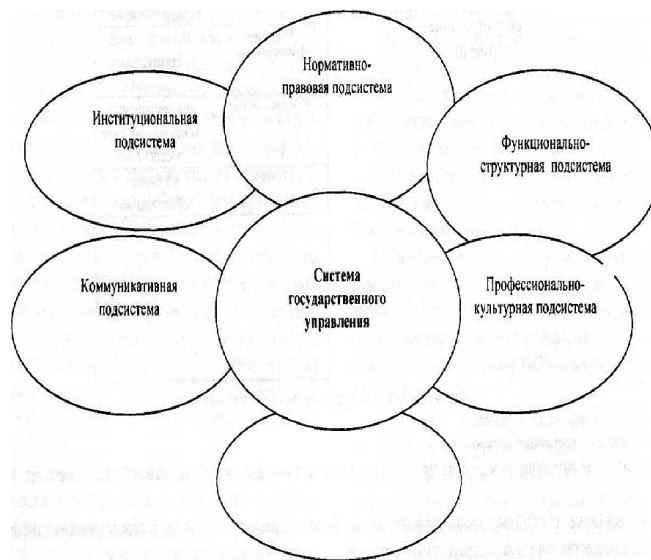 Нормативно-
правовая подсистема
Институциональная
подсистема
Функционально-
структурная подсистема
Система
государственного
управления
Коммуникативная
подсистема
Профессионально-
культурная подсистема